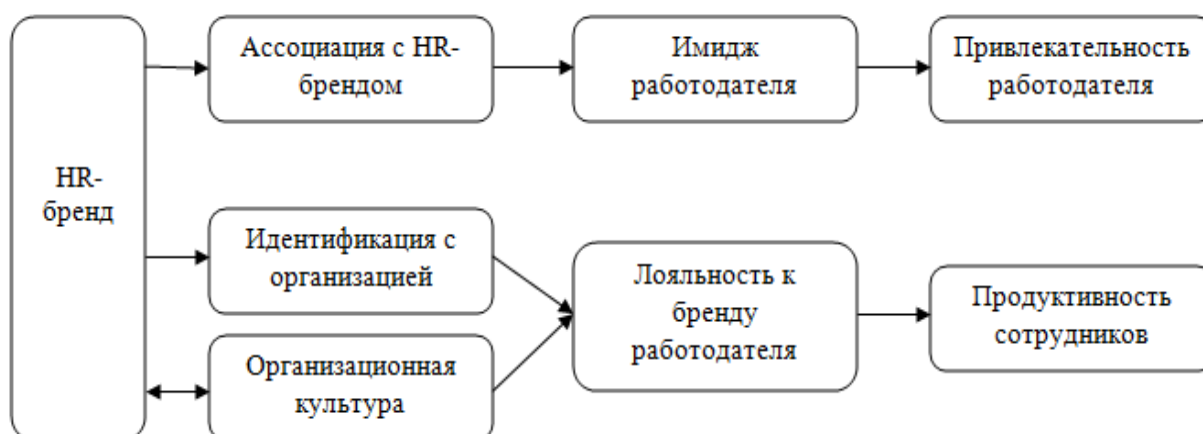 HR-
бренд
Ассоциация с HR-
брендом
Имидж
работодателя
Привлекательность
работодателя
Идентификация с
организацией
Организационная
культура
Лояльность к
бренду
работодателя
Продуктивность
сотрудников